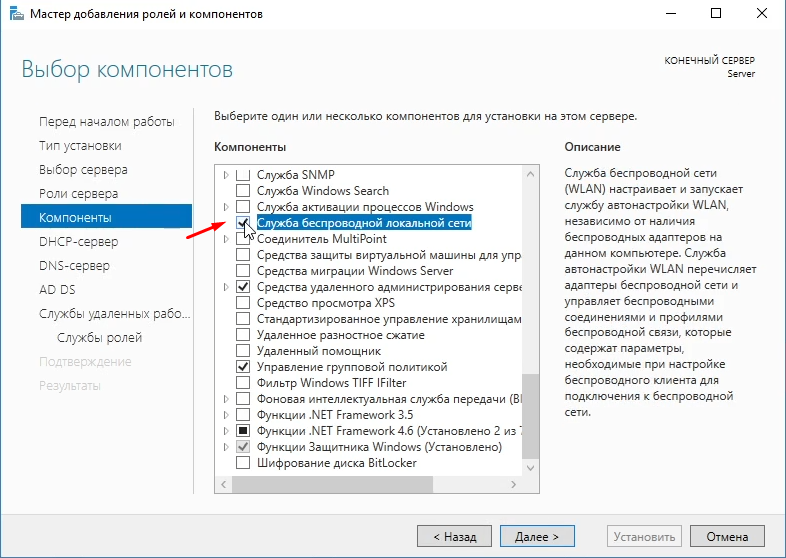 Мастер добавления ролей и компонентов
Выбор компонентов
КОНЕЧНЫЙ СЕРВЕР
Server
Перед началом работы
Тип установки
Выбор сервера
Роли сервера
Компоненты
DHCP-сервер
DNS-сервер
AD DS
Службы удаленных рабо...
Службы ролей
Подтверждение
Результаты
Выберите один или несколько компонентов для установки на этом сервере.
Компоненты
Служба SNMP
Служба Windows Search
Служба активации процессов Windows
Служба беспроводной локальной сети
Соединитель MultiPoint
Средства защиты виртуальной машины для упр
Средства миграции Windows Server
Средства удаленного администрирования серве
Средство просмотра XPS
Стандартизированное управление хранилищам
Удаленное разностное сжатие
Удаленный помощник
Управление групповой политикой
Фильтр Windows TIFF IFilter
Фоновая интеллектуальная служба передачи (BI
Функции .NET Framework 3.5
Функции .NET Framework 4.6 (Установлено 2 из 7
Функции Защитника Windows (Установлено)
Шифрование диска BitLocker
Описание
Служба беспроводной сети
(WLAN) настраивает и запускает
службу автонастройки WLAN,
независимо от наличия
беспроводных адаптеров на
данном компьютере. Служба
автонастройки WLAN перечисляет
адаптеры беспроводной сети и
управляет беспроводными
соединениями и профилями
беспроводной связи, которые
содержат параметры,
необходимые при настройке
беспроводного клиента для
подключения к беспроводной
сети.
< Назад
Далее >
Установить
Отмена